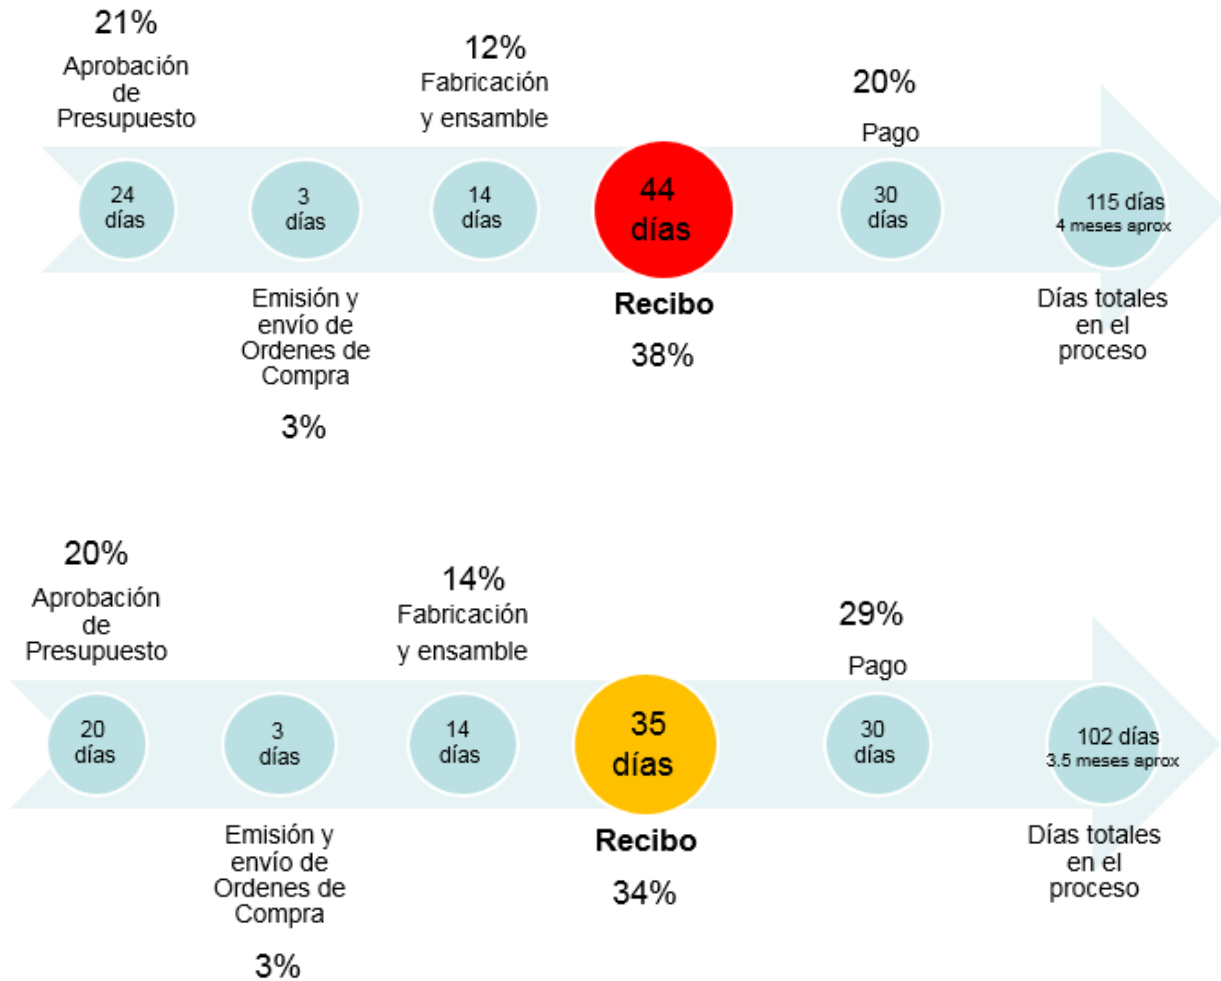 21%
Aprobación
de
Presupuesto
12%
Fabricación
y ensamble
20%
Pago
24
días
3
días
14
días
44
días
30
días
115 días
4 meses aprox
Emisión y
envío de
Ordenes de
Compra
3%
Recibo
38%
Días totales
en el
proceso
20%
Aprobación
de
Presupuesto
14%
Fabricación
y ensamble
29%
Pago
20
días
3
días
14
días
35
días
30
días
102 días
3.5 meses aprox
Emisión y
envío de
Ordenes de
Compra
3%
Recibo
34%
Días totales
en el
proceso